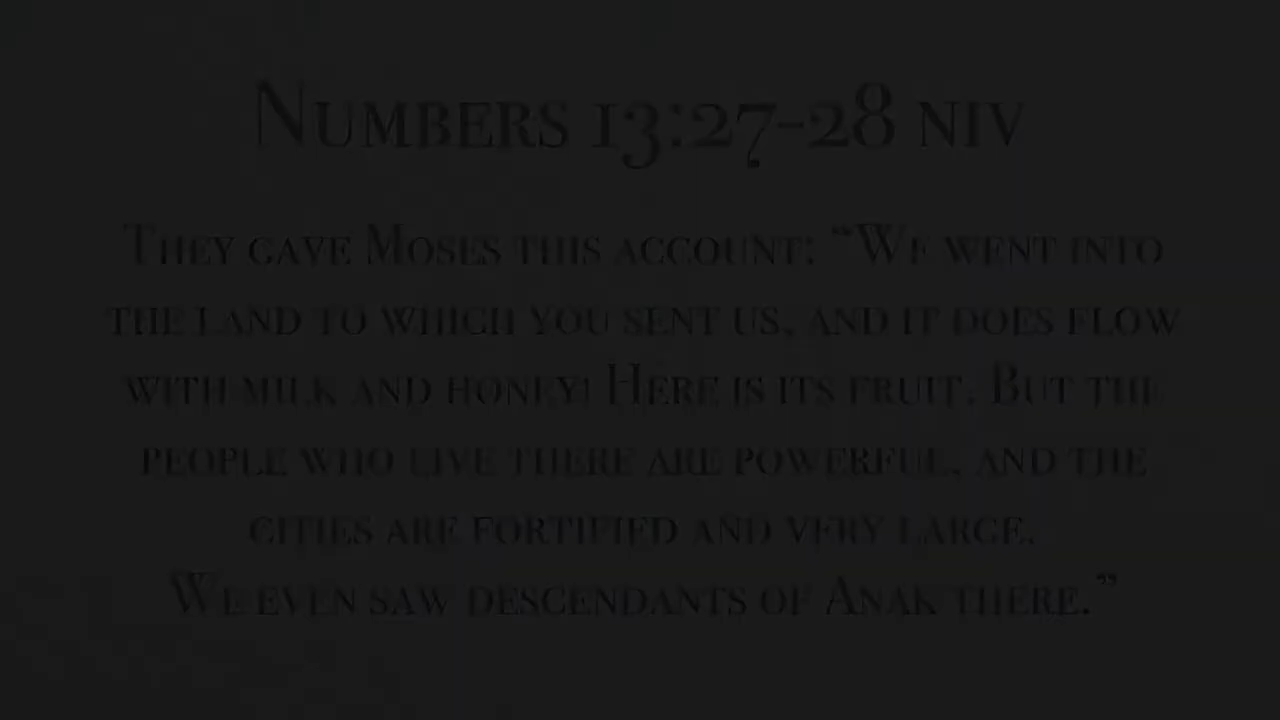 Numbers 13:27-28 NIV
They gave Moses this account: “We went into
the land to which you sent us, and it does flow
with milk and honey! Here is its fruit. But the
people who live there are powerful, and the
cities are fortified and very large.
We even saw descendants of Anak there.”